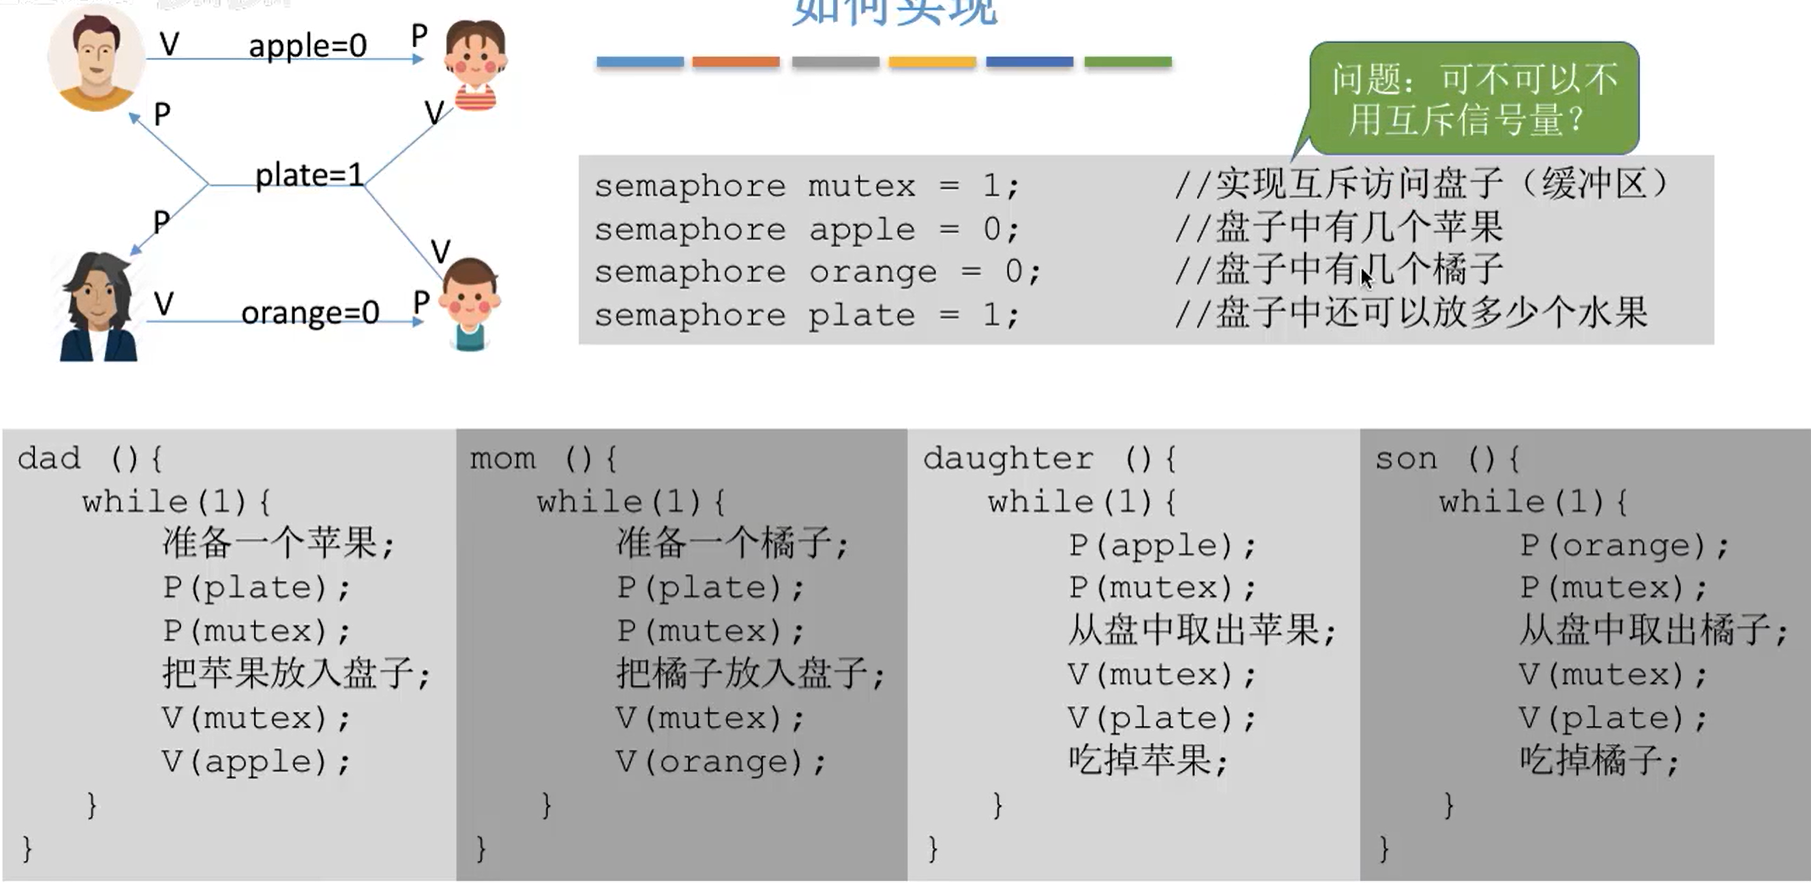 如何实现
V apple=0 P
P
V
plate=1
P
V
V orange=0 P
问题：可不可以不
用互斥信号量？
semaphore mutex = 1; //实现互斥访问盘子（缓冲区）
semaphore apple = 0; //盘子中有几个苹果
semaphore orange = 0; //盘子中有几个橘子
semaphore plate = 1; //盘子中还可以放多少个水果
dad (){
while(1){
准备一个苹果;
P(plate);
P(mutex);
把苹果放入盘子;
V(mutex);
V(apple);
}
}
mom (){
while(1){
准备一个橘子;
P(plate);
P(mutex);
把橘子放入盘子;
V(mutex);
V(orange);
}
}
daughter (){
while(1){
P(apple);
P(mutex);
从盘中取出苹果;
V(mutex);
V(plate);
吃掉苹果;
}
}
son (){
while(1){
P(orange);
P(mutex);
从盘中取出橘子;
V(mutex);
V(plate);
吃掉橘子;
}
}